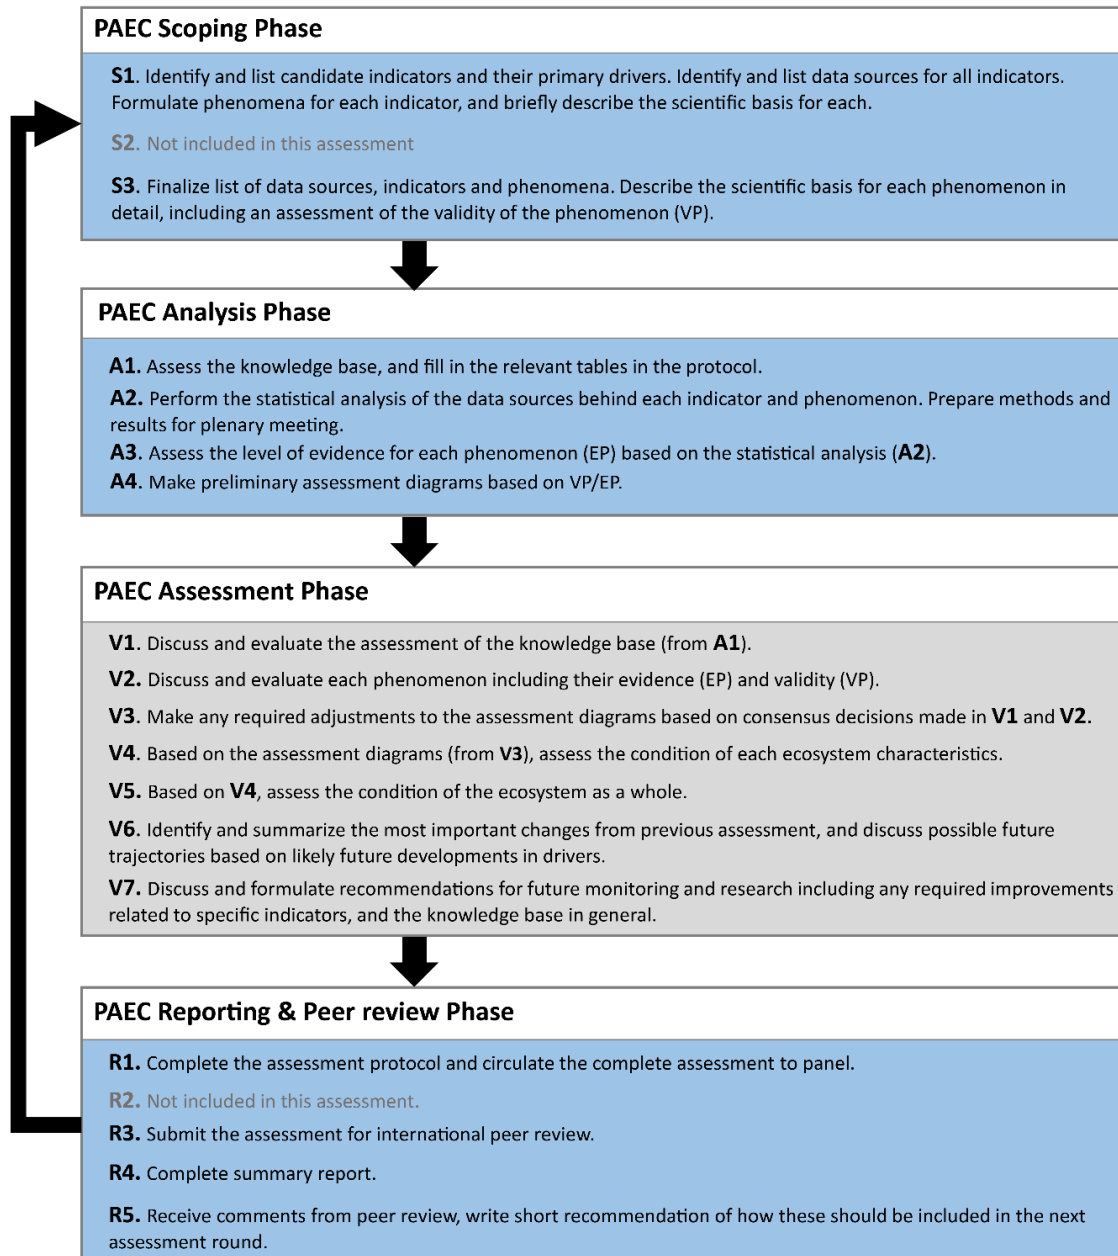 PAEC Scoping Phase
S1. Identify and list candidate indicators and their primary drivers. Identify and list data sources for all indicators.
Formulate phenomena for each indicator, and briefly describe the scientific basis for each.
S2. Not included in this assessment
S3. Finalize list of data sources, indicators and phenomena. Describe the scientific basis for each phenomenon in
detail, including an assessment of the validity of the phenomenon (VP).
PAEC Analysis Phase
A1. Assess the knowledge base, and fill in the relevant tables in the protocol.
A2. Perform the statistical analysis of the data sources behind each indicator and phenomenon. Prepare methods and
results for plenary meeting.
A3. Assess the level of evidence for each phenomenon (EP) based on the statistical analysis (A2).
A4. Make preliminary assessment diagrams based on VP/EP.
PAEC Assessment Phase
V1. Discuss and evaluate the assessment of the knowledge base (from A1).
V2. Discuss and evaluate each phenomenon including their evidence (EP) and validity (VP).
V3. Make any required adjustments to the assessment diagrams based on consensus decisions made in V1 and V2.
V4. Based on the assessment diagrams (from V3), assess the condition of each ecosystem characteristics.
V5. Based on V4, assess the condition of the ecosystem as a whole.
V6. Identify and summarize the most important changes from previous assessment, and discuss possible future
trajectories based on likely future developments in drivers.
V7. Discuss and formulate recommendations for future monitoring and research including any required improvements
related to specific indicators, and the knowledge base in general.
PAEC Reporting & Peer review Phase
R1. Complete the assessment protocol and circulate the complete assessment to panel.
R2. Not included in this assessment.
R3. Submit the assessment for international peer review.
R4. Complete summary report.
R5. Receive comments from peer review, write short recommendation of how these should be included in the next
assessment round.